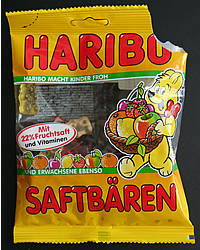 HARIBO
HARIBO MACHT KINDER FROH
Mit
22% Fruchtsaft
und Vitaminen
UND ERWACHSENE EBENSO
SAFTBÄREN